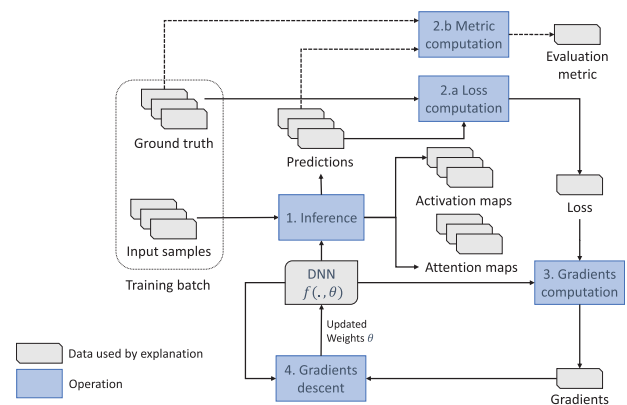 2.b Metric
computation
Evaluation
metric
2.a Loss
computation
Ground truth
Predictions
Activation maps
1. Inference
Loss
Input samples
Attention maps
Training batch
DNN
f(., θ)
3. Gradients
computation
Updated
Weights θ
Data used by explanation
Operation
4. Gradients
descent
Gradients